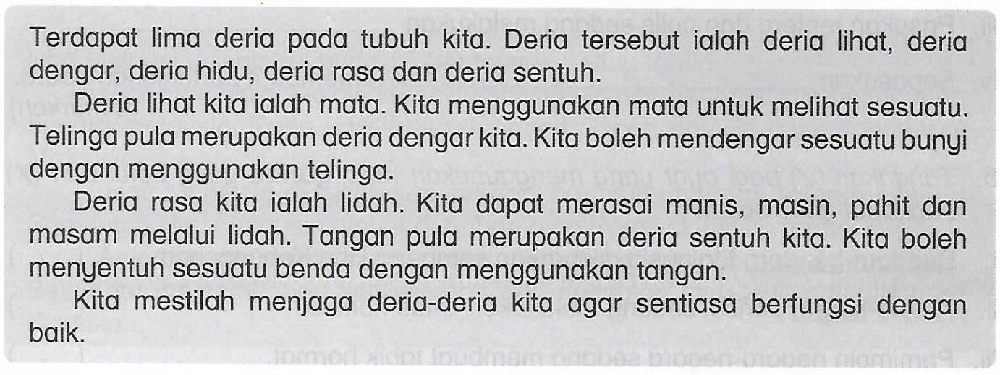 Terdapat lima deria pada tubuh kita. Deria tersebut ialah deria lihat, deria
dengar, deria hidu, deria rasa dan deria sentuh.
Deria lihat kita ialah mata. Kita menggunakan mata untuk melihat sesuatu.
Telinga pula merupakan deria dengar kita. Kita boleh mendengar sesuatu bunyi
dengan menggunakan telinga.
Deria rasa kita ialah lidah. Kita dapat merasai manis, masin, pahit dan
masam melalui lidah. Tangan pula merupakan deria sentuh kita. Kita boleh
menyentuh sesuatu benda dengan menggunakan tangan.
Kita mestilah menjaga deria-deria kita agar sentiasa berfungsi dengan
baik.